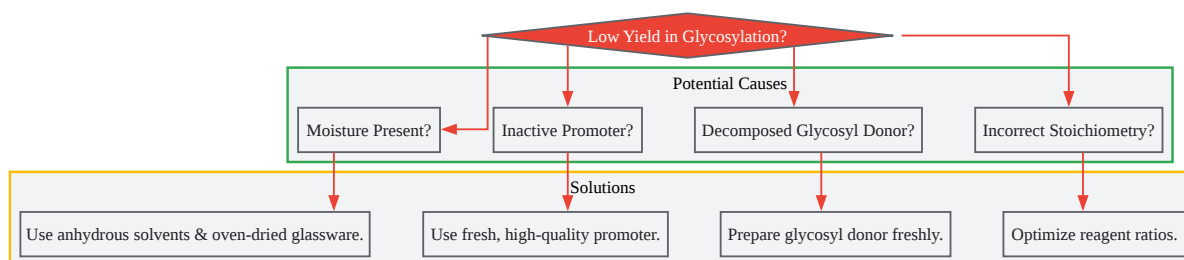 Low Yield in Glycosylation?
Potential Causes
Moisture Present?
Inactive Promoter?
Decomposed Glycosyl Donor?
Incorrect Stoichiometry?
Solutions
Use anhydrous solvents & oven-dried glassware.
Use fresh, high-quality promoter.
Prepare glycosyl donor freshly.
Optimize reagent ratios.